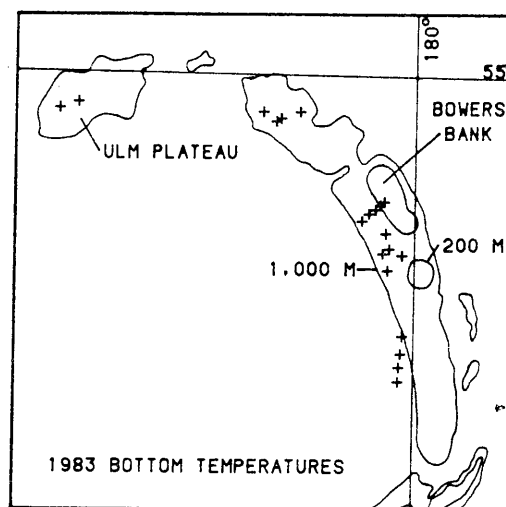 180°
55
BOWERS
BANK
ULM PLATEAU
200 M
1.000 M
1983 BOTTOM TEMPERATURES